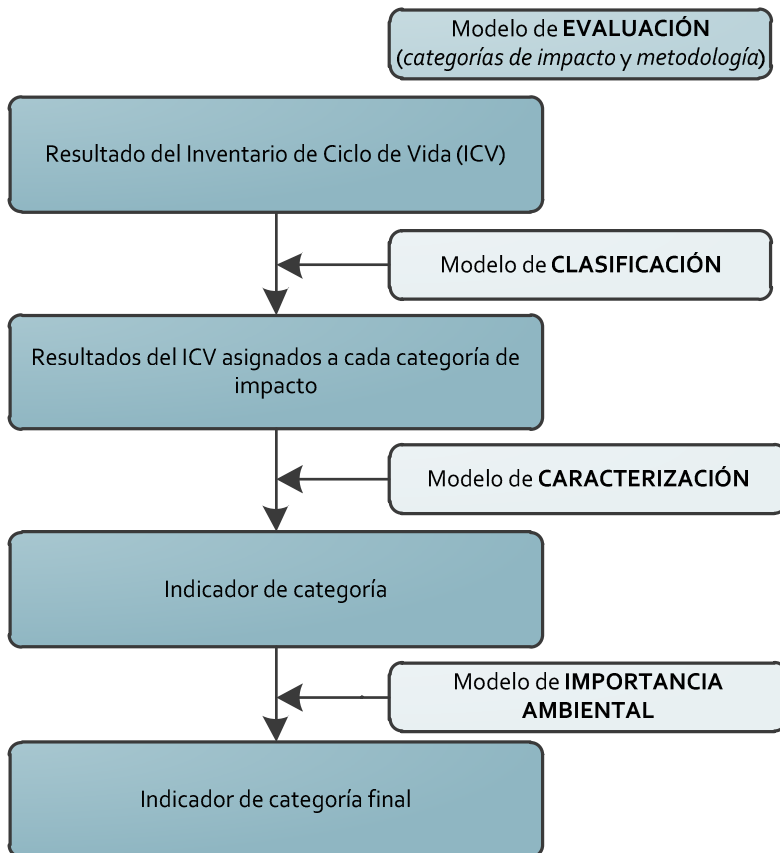 Modelo de EVALUACIÓN
(categorías de impacto y metodología)
Resultado del Inventario de Ciclo de Vida (ICV)
Modelo de CLASIFICACIÓN
Resultados del ICV asignados a cada categoría de
impacto
Modelo de CARACTERIZACIÓN
Indicador de categoría
Modelo de IMPORTANCIA
AMBIENTAL
Indicador de categoría final